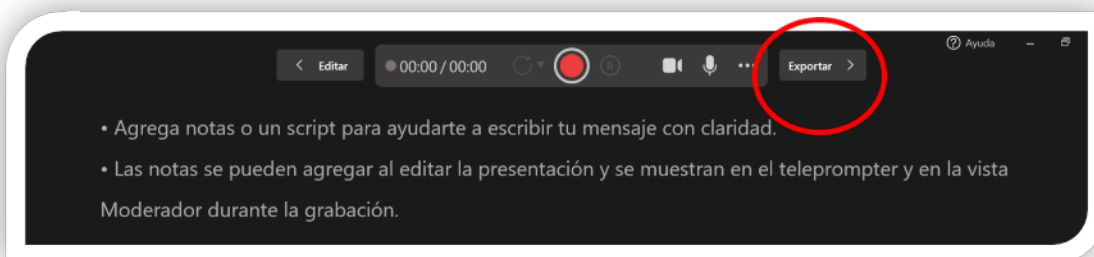 Ayuda
Editar
00:00 / 00:00
Exportar
• Agrega notas o un script para ayudarte a escribir tu mensaje con claridad.
• Las notas se pueden agregar al editar la presentación y se muestran en el teleprompter y en la vista
Moderador durante la grabación.